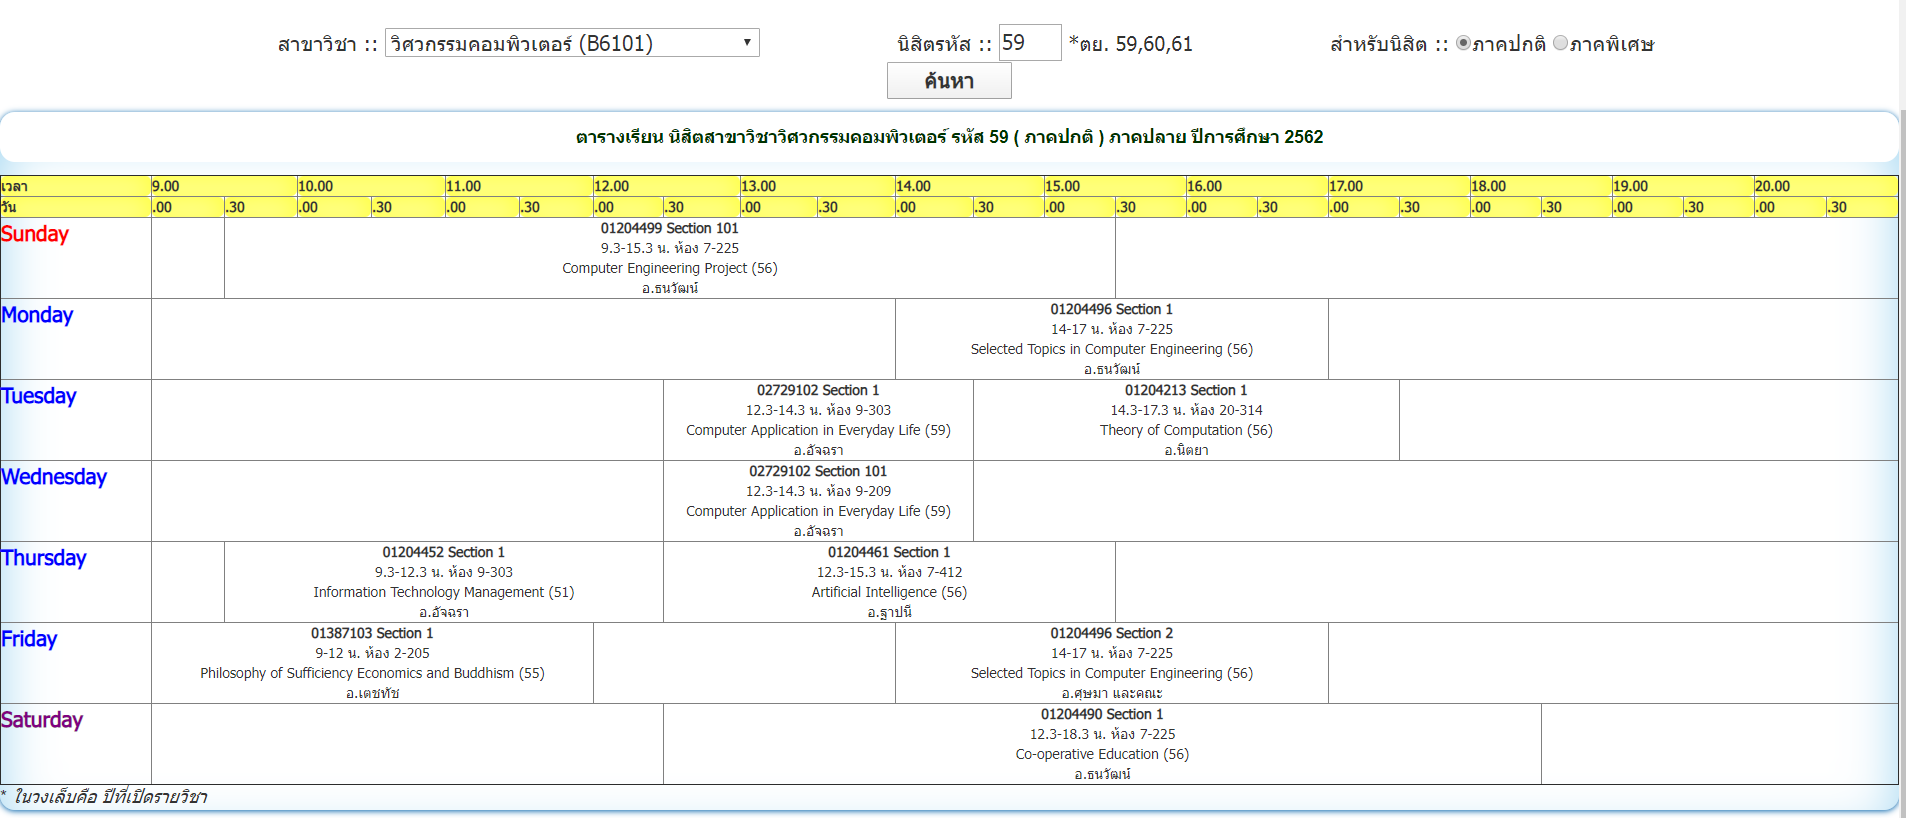 สาขาวิชา :: วิศวกรรมคอมพิวเตอร์ (B6101) นิสิตรหัส :: 59 *ตย. 59,60,61 สำหรับนิสิต :: ภาคปกติ ภาคพิเศษ
ค้นหา
ตารางเรียน นิสิตสาขาวิชาวิศวกรรมคอมพิวเตอร์ รหัส 59 ( ภาคปกติ ) ภาคปลาย ปีการศึกษา 2562
เวลา 9.00 10.00 11.00 12.00 13.00 14.00 15.00 16.00 17.00 18.00 19.00 20.00
วัน .00 .30 .00 .30 .00 .30 .00 .30 .00 .30 .00 .30 .00 .30 .00 .30 .00 .30 .00 .30 .00 .30 .00 .30
Sunday
01204499 Section 101
9.3-15.3 น. ห้อง 7-225
Computer Engineering Project (56)
อ.ธนวัฒน์
Monday
01204496 Section 1
14-17 น. ห้อง 7-225
Selected Topics in Computer Engineering (56)
อ.ธนวัฒน์
Tuesday
02729102 Section 1
12.3-14.3 น. ห้อง 9-303
Computer Application in Everyday Life (59)
อ.อัจฉรา
01204213 Section 1
14.3-17.3 น. ห้อง 20-314
Theory of Computation (56)
อ.นิตยา
Wednesday
02729102 Section 101
12.3-14.3 น. ห้อง 9-209
Computer Application in Everyday Life (59)
อ.อัจฉรา
Thursday
01204452 Section 1
9.3-12.3 น. ห้อง 9-303
Information Technology Management (51)
อ.อัจฉรา
01204461 Section 1
12.3-15.3 น. ห้อง 7-412
Artificial Intelligence (56)
อ.ฐาปนี
Friday
01387103 Section 1
9-12 น. ห้อง 2-205
Philosophy of Sufficiency Economics and Buddhism (55)
อ.เตชทัช
01204496 Section 2
14-17 น. ห้อง 7-225
Selected Topics in Computer Engineering (56)
อ.ศุษมา และคณะ
Saturday
01204490 Section 1
12.3-18.3 น. ห้อง 7-225
Co-operative Education (56)
อ.ธนวัฒน์
* ในวงเล็บคือ ปีที่เปิดรายวิชา